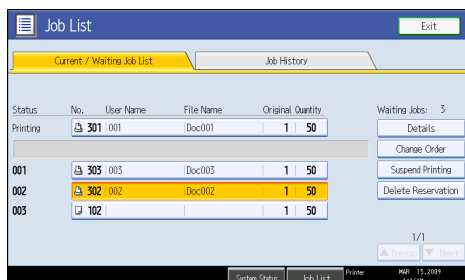 Job List Exit
Current / Waiting Job List Job History
Status No. User Name File Name Original Quantity Waiting Jobs: 3
Printing 301 001 Doc001 1 50 Details
Change Order
001 303 003 Doc003 1 50 Suspend Printing
002 302 002 Doc002 1 50 Delete Reservation
003 102 1 50
1/1
Previous Next
System Status Job List Printer MAR 15,2009